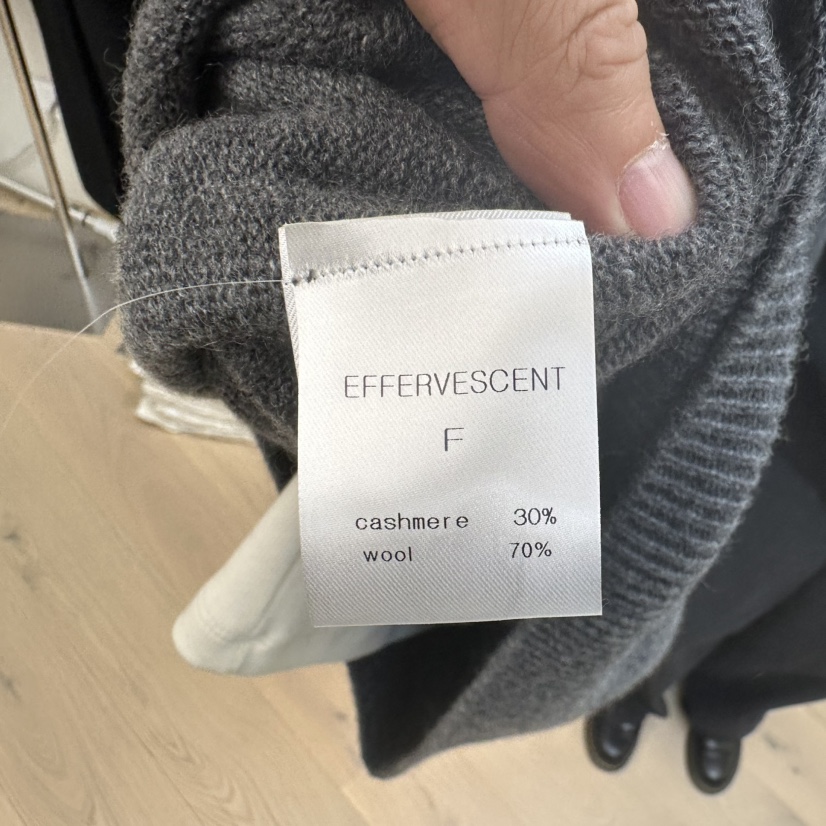 EFFERVESCENT
F
cashmere 30%
wool 70%